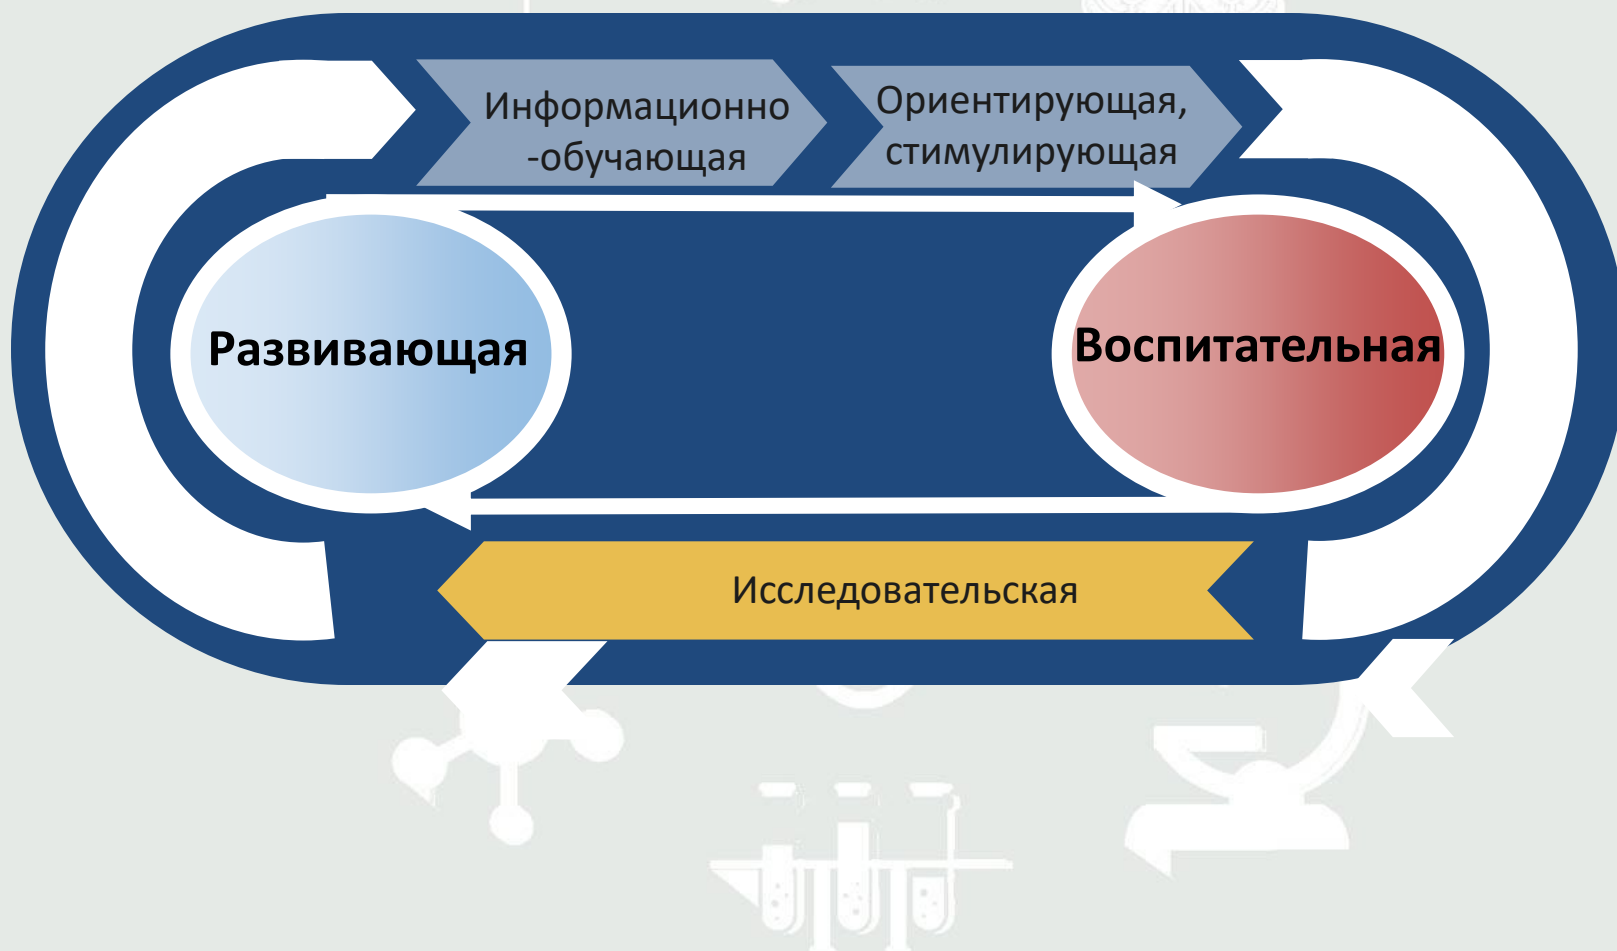 Информационно
-обучающая
Ориентирующая,
стимулирующая
Развивающая
Воспитательная
Исследовательская